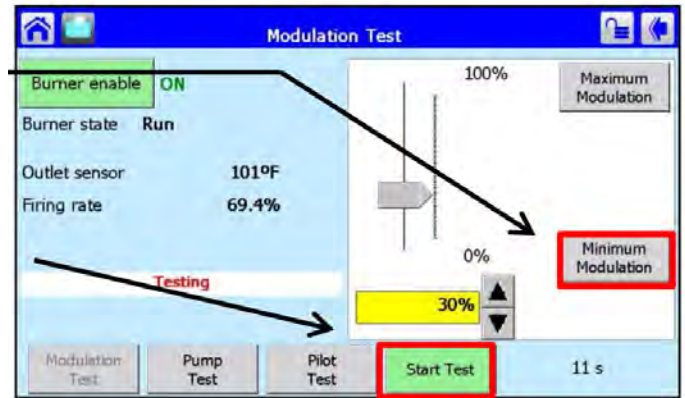 Modulation Test
Burner enable ON
Burner state Run
Outlet sensor 101ºF
Firing rate 69.4%
Testing
100%
0%
30%
Maximum
Modulation
Minimum
Modulation
Modulation
Test
Pump
Test
Pilot
Test
Start Test
11 s